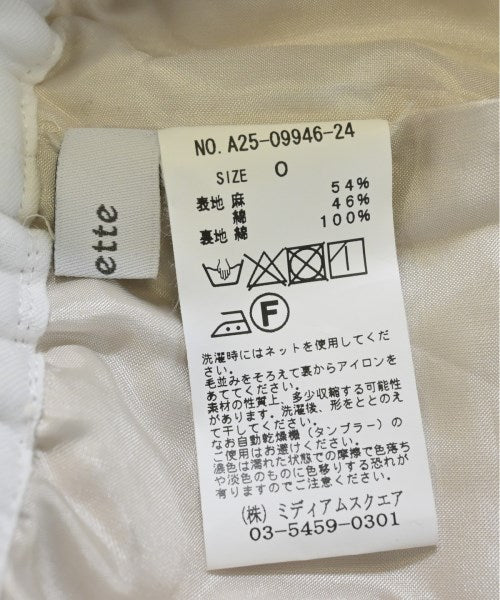 NO. A25-09946-24
SIZE O
表地 麻 54%
綿 46%
裏地 綿 100%
F
洗濯時にはネットを使用してくだ
さい。
毛並みをそろえて裏からアイロンを
あててください。
素材の性質上、多少収縮する可能性
があります。洗濯後、形をととのえ
て干してください。
なお自動乾燥機（タンブラー）の
ご使用はお避けください。
濃色は濡れた状態での摩擦で色落ち
や淡色のものに色移りする恐れが
有りますのでご注意ください。
(株) ミディアムスクエア
03-5459-0301
ette